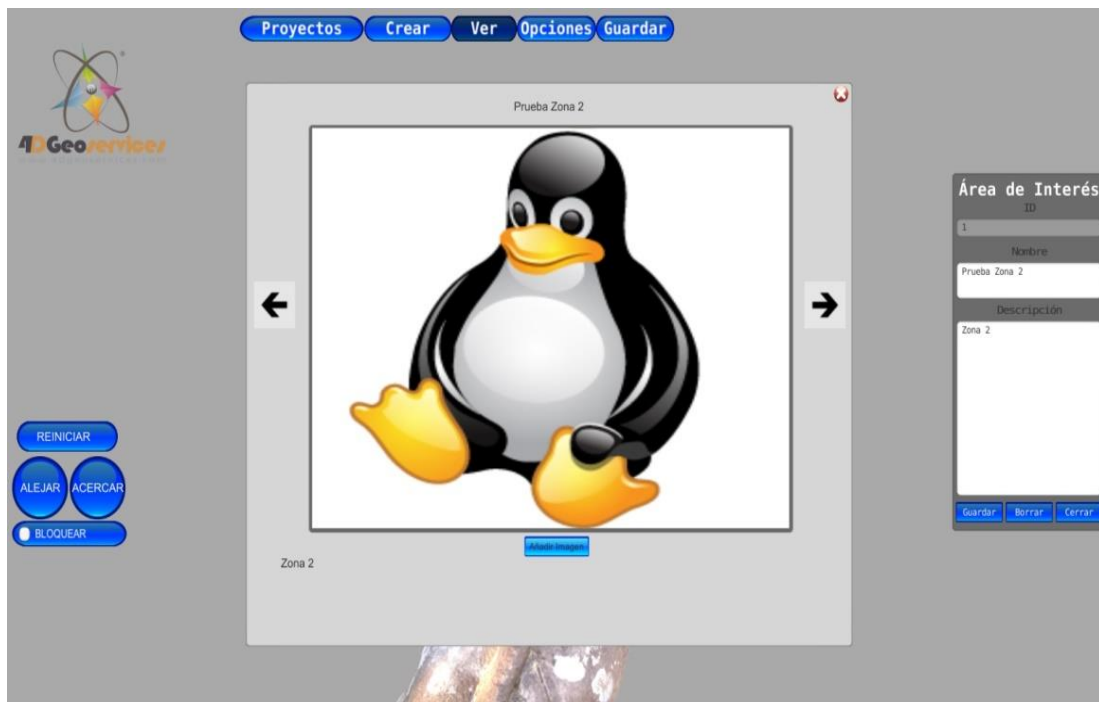 Proyectos Crear Ver Opciones Guardar
4DGeoservices
Prueba Zona 2
Área de Interés
ID
1
Nombre
Prueba Zona 2
Descripción
Zona 2
REINICIAR
ALEJAR ACERCAR
BLOQUEAR
Guardar Borrar Cerrar
Añadir Imagen
Zona 2